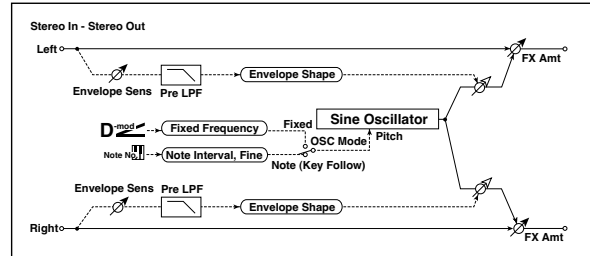 Stereo In - Stereo Out
Left
FX Amt
Envelope Sens
Pre LPF
Envelope Shape
D-mod
Fixed Frequency
Fixed
Sine Oscillator
OSC Mode
Pitch
Note No.
Note Interval, Fine
Note (Key Follow)
Envelope Sens
Pre LPF
Envelope Shape
Right
FX Amt